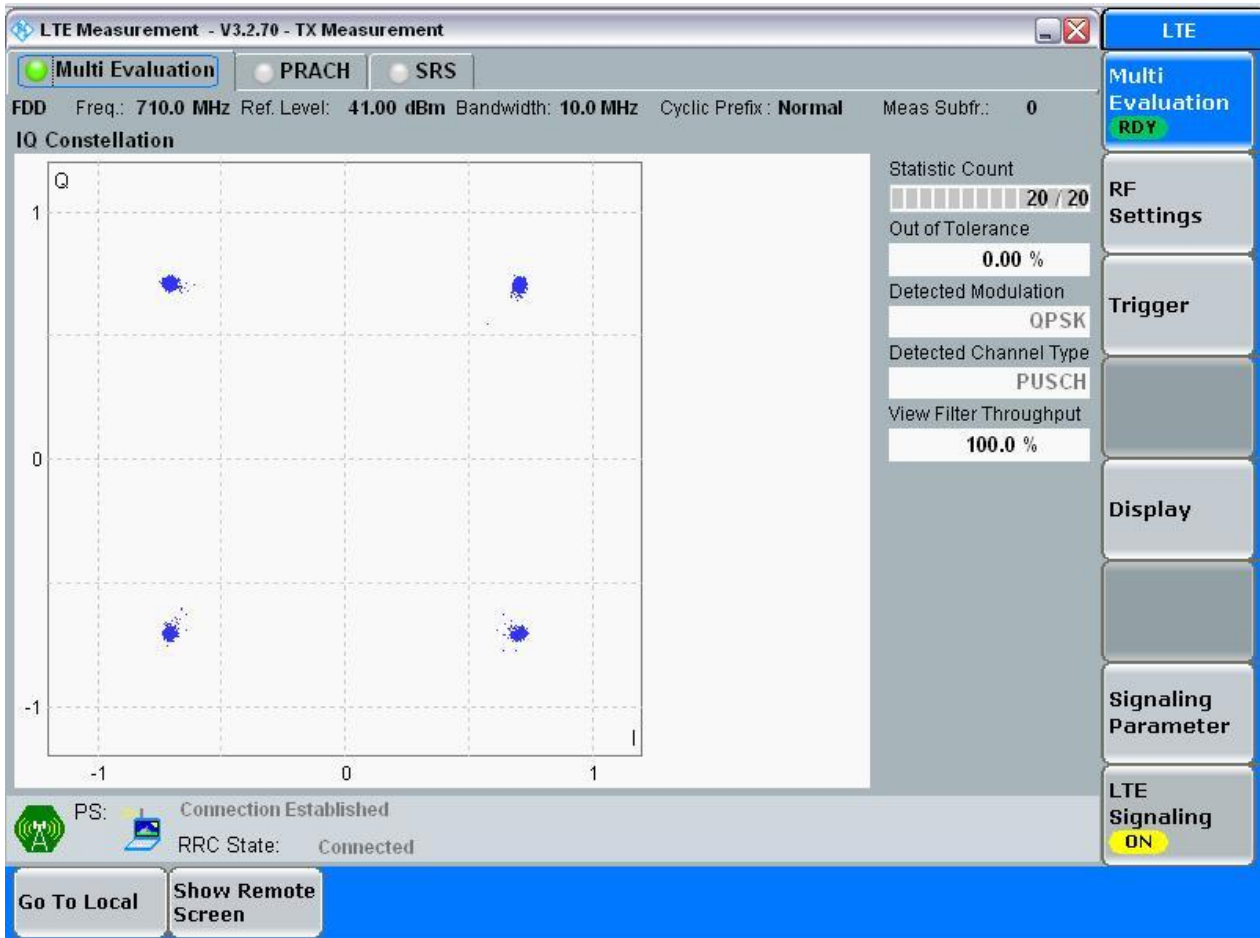 LTE Measurement - V3.2.70 - TX Measurement
LTE
Multi Evaluation PRACH SRS
Multi
Evaluation
RDY
FDD Freq.: 710.0 MHz Ref. Level: 41.00 dBm Bandwidth: 10.0 MHz Cyclic Prefix : Normal Meas Subfr.: 0
IQ Constellation
Q
1
0
-1
-1 0 1
I
Statistic Count
20 / 20
Out of Tolerance
0.00 %
Detected Modulation
QPSK
Detected Channel Type
PUSCH
View Filter Throughput
100.0 %
RF
Settings
Trigger
Display
Signaling
Parameter
LTE
Signaling
ON
PS: Connection Established
RRC State: Connected
Go To Local
Show Remote
Screen